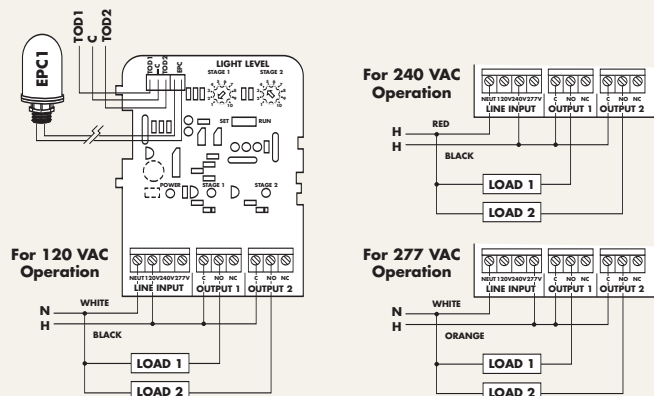 TOD1
C
TOD2
EPC1
TOD1
C
TOD2
EPC
LIGHT LEVEL
STAGE 1 STAGE 2
SET RUN
POWER STAGE 1 STAGE 2
For 120 VAC
Operation
NEUT 120V 240V 277V C NO NC C NO NC
LINE INPUT OUTPUT 1 OUTPUT 2
N WHITE
H
BLACK
LOAD 1
LOAD 2
For 240 VAC
Operation
NEUT 120V 240V 277V C NO NC C NO NC
LINE INPUT OUTPUT 1 OUTPUT 2
H RED
H
BLACK
LOAD 1
LOAD 2
For 277 VAC
Operation
NEUT 120V 240V 277V C NO NC C NO NC
LINE INPUT OUTPUT 1 OUTPUT 2
N WHITE
H
ORANGE
LOAD 1
LOAD 2